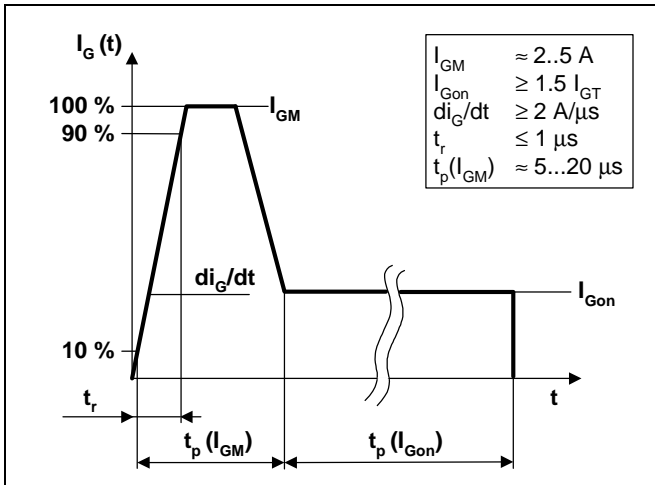 I_G (t)
100 %
90 %
I_GM
di_G/dt
I_Gon
10 %
t_r
t
t_p (I_GM)
t_p (I_Gon)
I_GM ≈ 2..5 A
I_Gon ≥ 1.5 I_GT
di_G/dt ≥ 2 A/µs
t_r ≤ 1 µs
t_p(I_GM) ≈ 5...20 µs